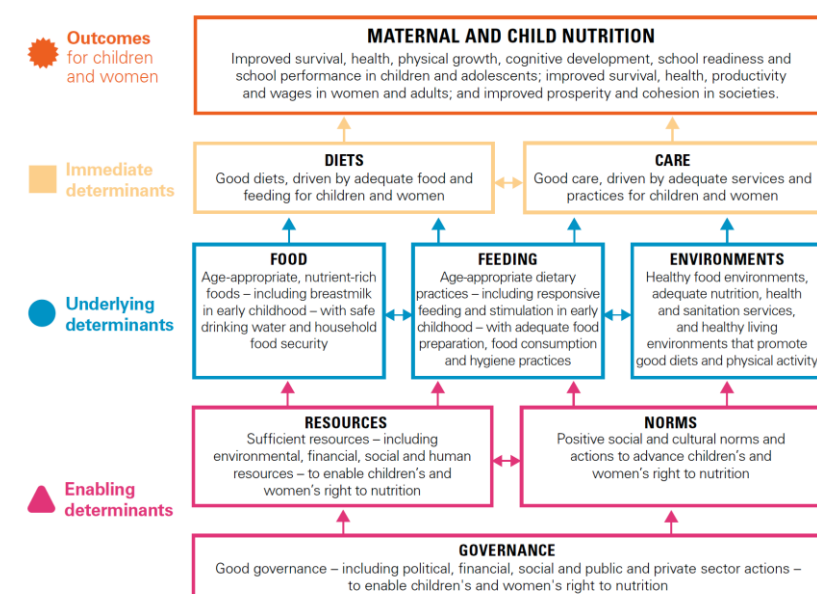 Outcomes
for children
and women
MATERNAL AND CHILD NUTRITION
Improved survival, health, physical growth, cognitive development, school readiness and
school performance in children and adolescents; improved survival, health, productivity
and wages in women and adults; and improved prosperity and cohesion in societies.
Immediate
determinants
DIETS
Good diets, driven by adequate food and
feeding for children and women
CARE
Good care, driven by adequate services and
practices for children and women
Underlying
determinants
FOOD
Age-appropriate, nutrient-rich
foods – including breastmilk
in early childhood – with safe
drinking water and household
food security
FEEDING
Age-appropriate dietary
practices – including responsive
feeding and stimulation in early
childhood – with adequate food
preparation, food consumption
and hygiene practices
ENVIRONMENTS
Healthy food environments,
adequate nutrition, health
and sanitation services,
and healthy living
environments that promote
good diets and physical activity
Enabling
determinants
RESOURCES
Sufficient resources – including
environmental, financial, social and human
resources – to enable children's and
women's right to nutrition
NORMS
Positive social and cultural norms and
actions to advance children's and
women's right to nutrition
GOVERNANCE
Good governance – including political, financial, social and public and private sector actions –
to enable children's and women's right to nutrition